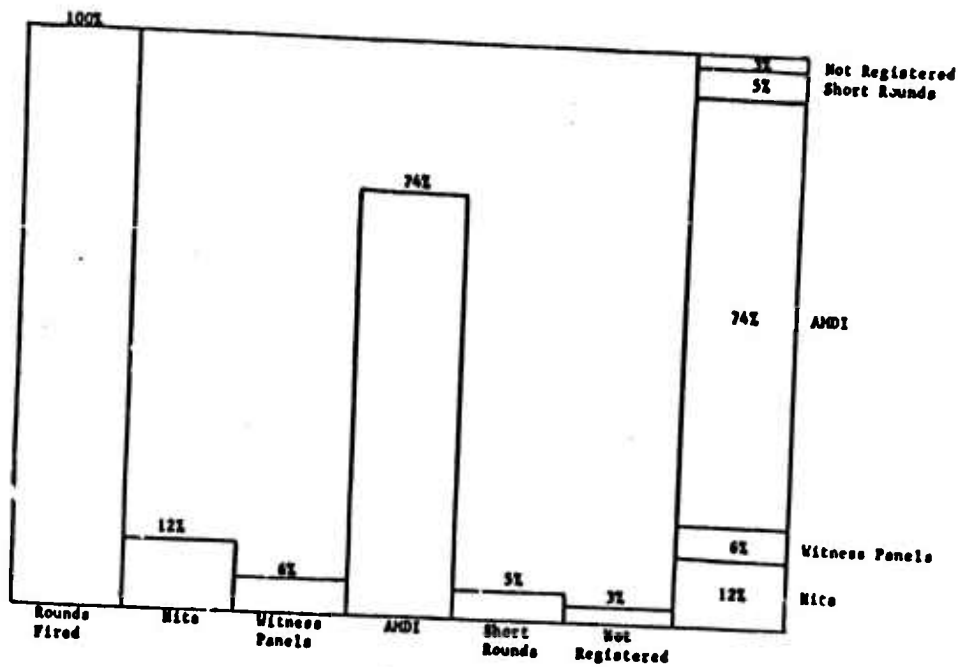 100%
3%
Not Registered
5%
Short Rounds
74%
74%
AMDI
12%
6%
6%
Witness Panels
5%
3%
12%
Hits
Rounds
Fired
Hits
Witness
Panels
AMDI
Short
Rounds
Not
Registered